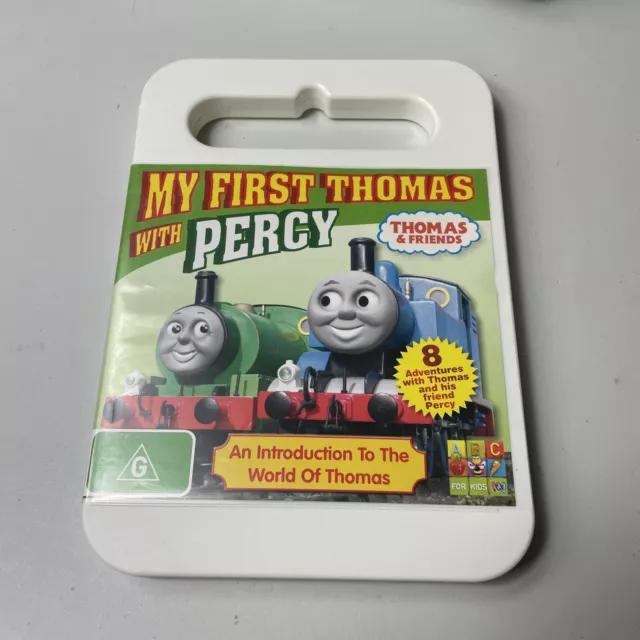 MY FIRST THOMAS
WITH PERCY
THOMAS
& FRIENDS
8
Adventures
with Thomas
and his
friend
Percy
G
An Introduction To The
World Of Thomas
A B C
FOR KIDS